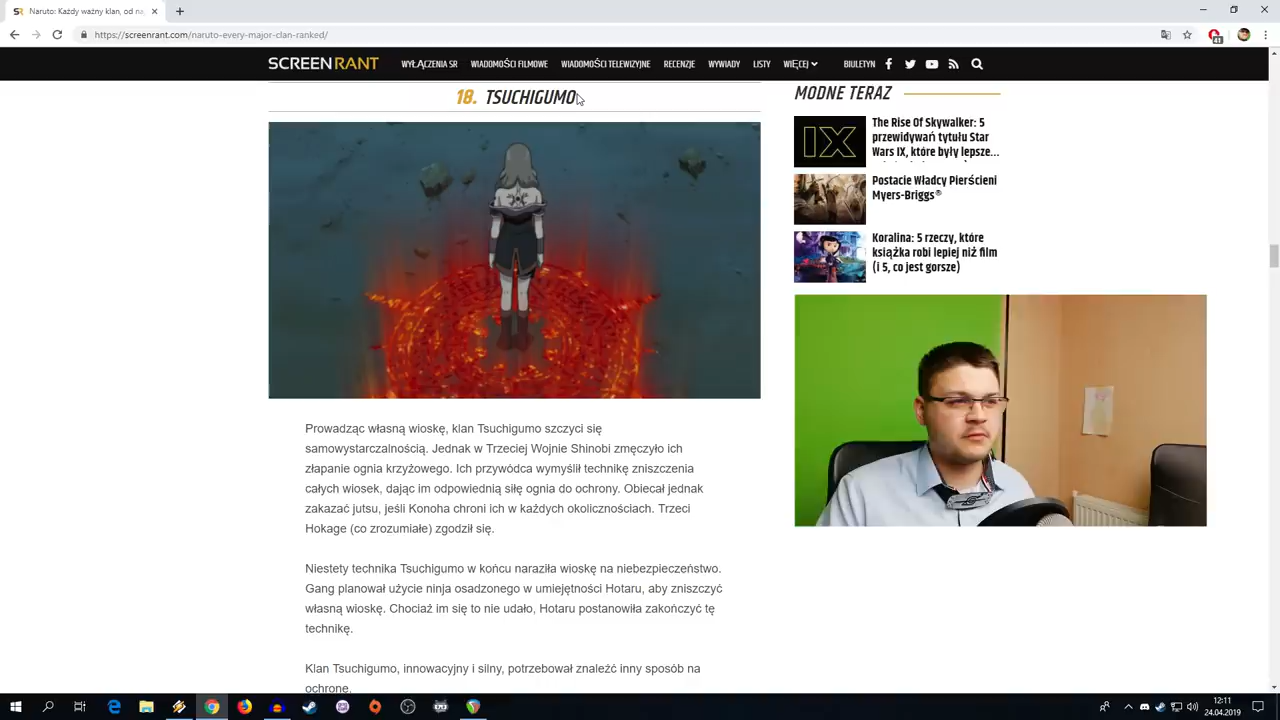 Naruto: Każdy ważny klan, od na
https://screenrant.com/naruto-every-major-clan-ranked/
41
SCREENRANT
WYŁĄCZENIA SR
WIADOMOŚCI FILMOWE
WIADOMOŚCI TELEWIZYJNE
RECENZJE
WYWIADY
LISTY
WIĘCEJ
BIULETYN
18. TSUCHIGUMO
MODNE TERAZ
IX
The Rise Of Skywalker: 5
przewidywań tytułu Star
Wars IX, które były lepsze...
Postacie Władcy Pierścieni
Myers-Briggs®
Koralina: 5 rzeczy, które
książka robi lepiej niż film
(i 5, co jest gorsze)
Prowadząc własną wioskę, klan Tsuchigumo szczyci się
samowystarczalnością. Jednak w Trzeciej Wojnie Shinobi zmęczyło ich
złapanie ognia krzyżowego. Ich przywódca wymyślił technikę zniszczenia
całych wiosek, dając im odpowiednią siłę ognia do ochrony. Obiecał jednak
zakazać jutsu, jeśli Konoha chroni ich w każdych okolicznościach. Trzeci
Hokage (co zrozumiałe) zgodził się.
Niestety technika Tsuchigumo w końcu naraziła wioskę na niebezpieczeństwo.
Gang planował użycie ninja osadzonego w umiejętności Hotaru, aby zniszczyć
własną wioskę. Chociaż im się to nie udało, Hotaru postanowiła zakończyć tę
technikę.
Klan Tsuchigumo, innowacyjny i silny, potrzebował znaleźć inny sposób na
ochronę.
12:11
24.04.2019